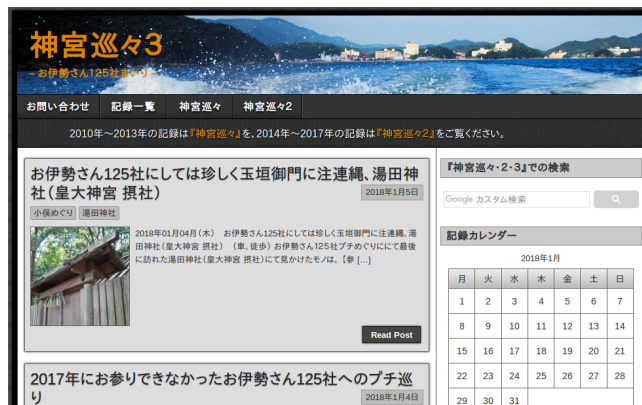 神宮巡々3
– お伊勢さん125社まいり –
お問い合わせ 記録一覧 神宮巡々 神宮巡々2
2010年～2013年の記録は『神宮巡々』を、2014年～2017年の記録は『神宮巡々2』をご覧ください。
お伊勢さん125社にしては珍しく玉垣御門に注連縄、湯田神
社（皇大神宮 摂社）
2018年1月5日
小俣めぐり 湯田神社
2018年01月04日（木） お伊勢さん125社にしては珍しく玉垣御門に注連縄、湯
田神社（皇大神宮 摂社） （車、徒歩） お伊勢さん125社プチめぐりににて最後
に訪れた湯田神社（皇大神宮 摂社）にて見かけたモノは、 【参 [...]
Read Post
2017年にお参りできなかったお伊勢さん125社へのプチ巡
り
2018年1月4日
『神宮巡々･2･3』での検索
Google カスタム検索
記録カレンダー
2018年1月
月 火 水 木 金 土 日
1 2 3 4 5 6 7
8 9 10 11 12 13 14
15 16 17 18 19 20 21
22 23 24 25 26 27 28
29 30 31